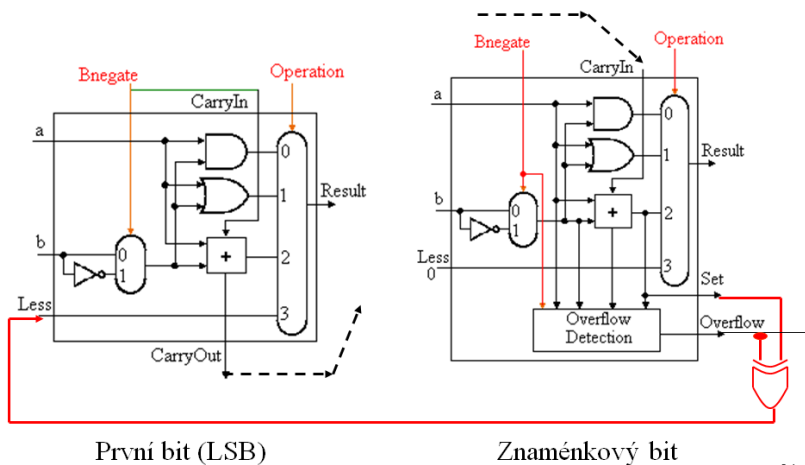 Bnegate
Operation
CarryIn
a
0
1
Result
b
0
1
+
2
Less
3
CarryOut
První bit (LSB)
Bnegate
Operation
CarryIn
a
0
1
Result
b
0
1
+
2
Less
0
3
Set
Overflow
Detection
Overflow
Znaménkový bit